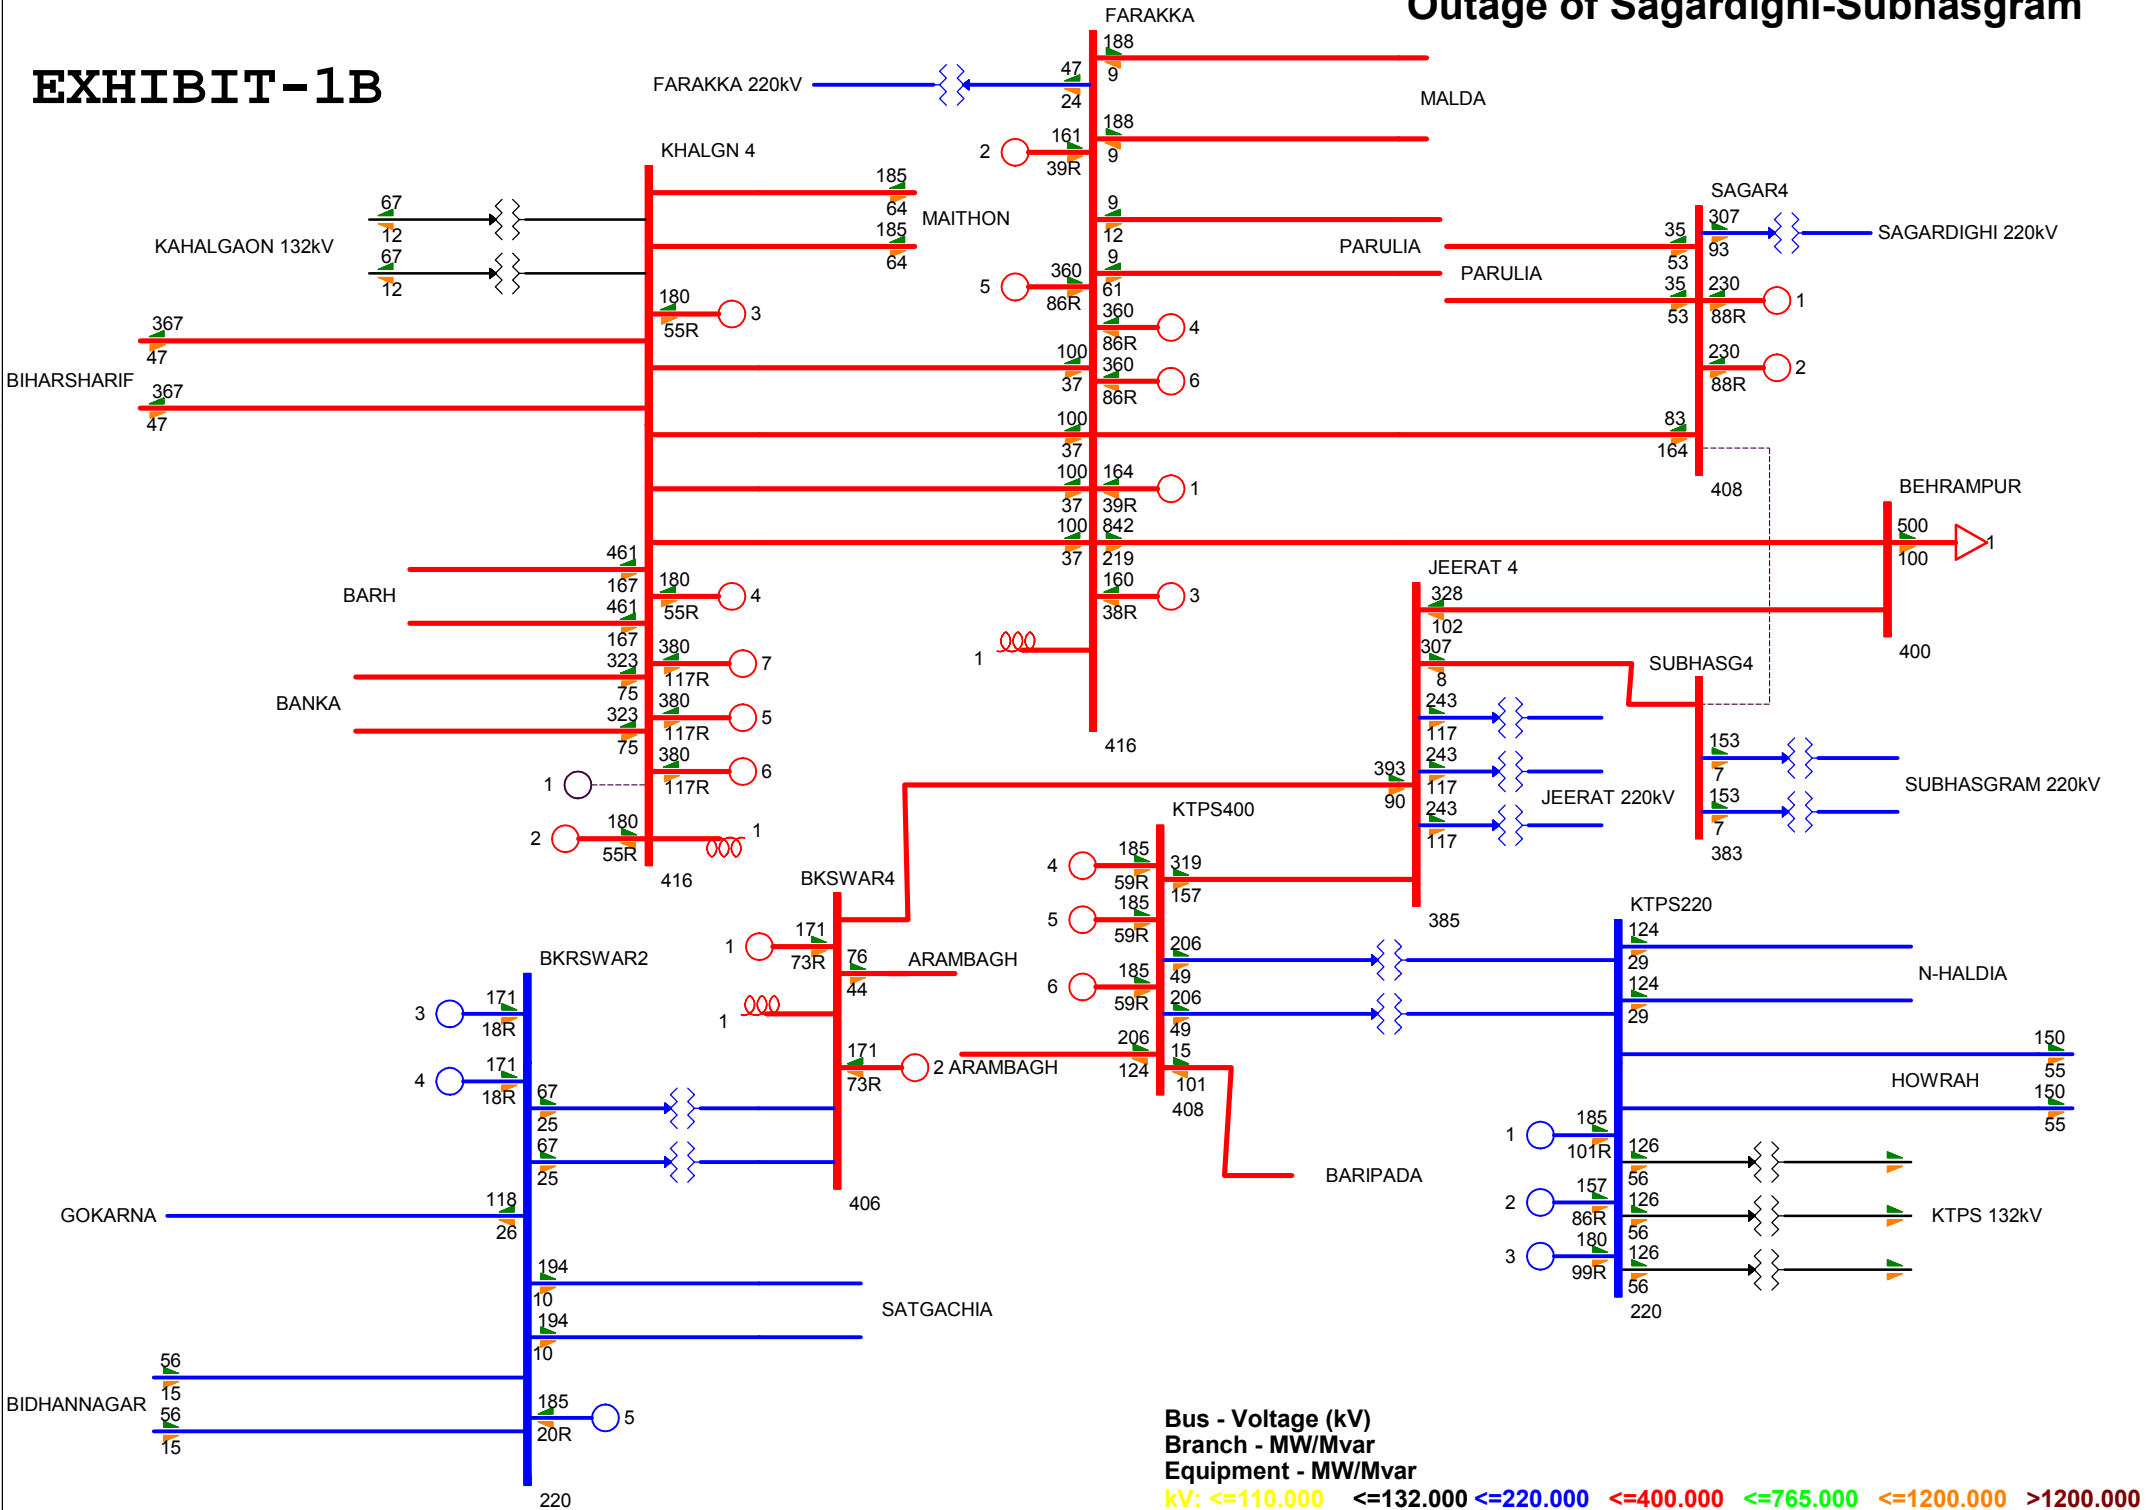 Outage of Sagardighi-Subhasgram
EXHIBIT-1B
FARAKKA
188
9
FARAKKA 220kV
47
24
MALDA
188
9
2
161
39R
KHALGN 4
185
64
MAITHON
185
64
67
12
KAHALGAON 132kV
67
12
9
12
PARULIA
9
61
PARULIA
SAGAR4
307
93
SAGARDIGHI 220kV
35
53
35
53
230
88R
1
230
88R
2
83
164
408
5
360
86R
360
86R
4
360
86R
6
180
55R
3
367
47
BIHARSHARIF
367
47
100
37
100
37
100
37
100
37
164
39R
1
842
219
160
38R
3
1
416
BEHRAMPUR
500
100
1
400
461
167
BARH
461
167
180
55R
4
380
117R
7
323
75
BANKA
323
75
380
117R
5
380
117R
6
1
2
180
55R
1
416
JEERAT 4
328
102
307
8
243
117
243
117
JEERAT 220kV
243
117
393
90
385
SUBHASG4
153
7
SUBHASGRAM 220kV
153
7
383
KTPS400
4
185
59R
319
157
5
185
59R
206
49
6
185
59R
206
49
206
124
15
101
408
BARIPADA
BKSWAR4
1
171
73R
76
44
ARAMBAGH
1
171
73R
2
ARAMBAGH
406
BKRSWAR2
3
171
18R
4
171
18R
67
25
67
25
GOKARNA
118
26
194
10
SATGACHIA
194
10
56
15
BIDHANNAGAR
56
15
185
20R
5
220
KTPS220
124
29
N-HALDIA
124
29
150
55
HOWRAH
150
55
1
185
101R
126
56
2
157
86R
126
56
KTPS 132kV
3
180
99R
126
56
220
Bus - Voltage (kV)
Branch - MW/Mvar
Equipment - MW/Mvar
kV: <=110.000 <=132.000 <=220.000 <=400.000 <=765.000 <=1200.000 >1200.000